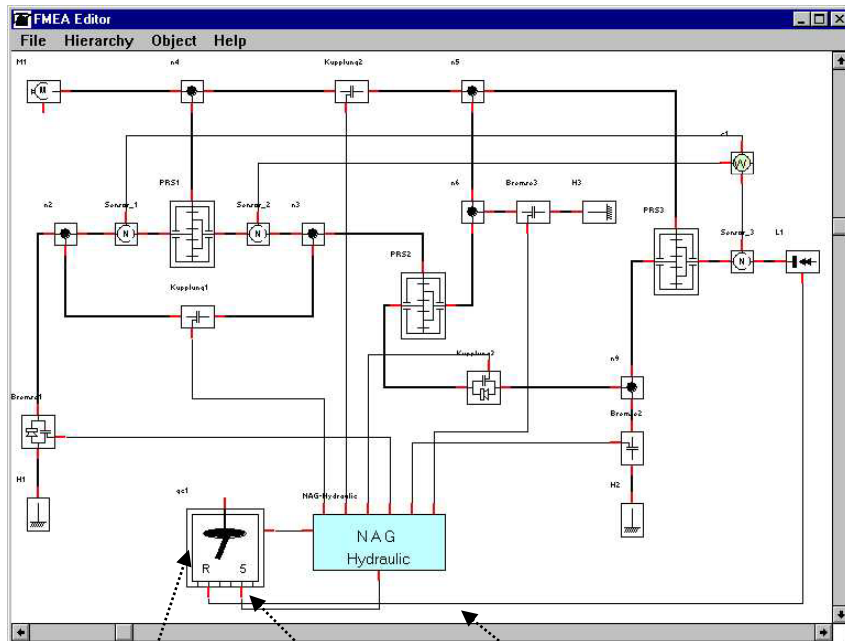 FMEA Editor
File Hierarchy Object Help
M1
n4
Kupplung2
n5
c1
PRS1
n6
Bremse3
H3
n2
Sensor_1
Sensor_2
n3
PRS3
Sensor_3
L1
PRS2
Kupplung1
n9
Bremse1
Bremse2
H1
gc1
NAG-Hydraulic
H2
NAG
Hydraulic
R 5